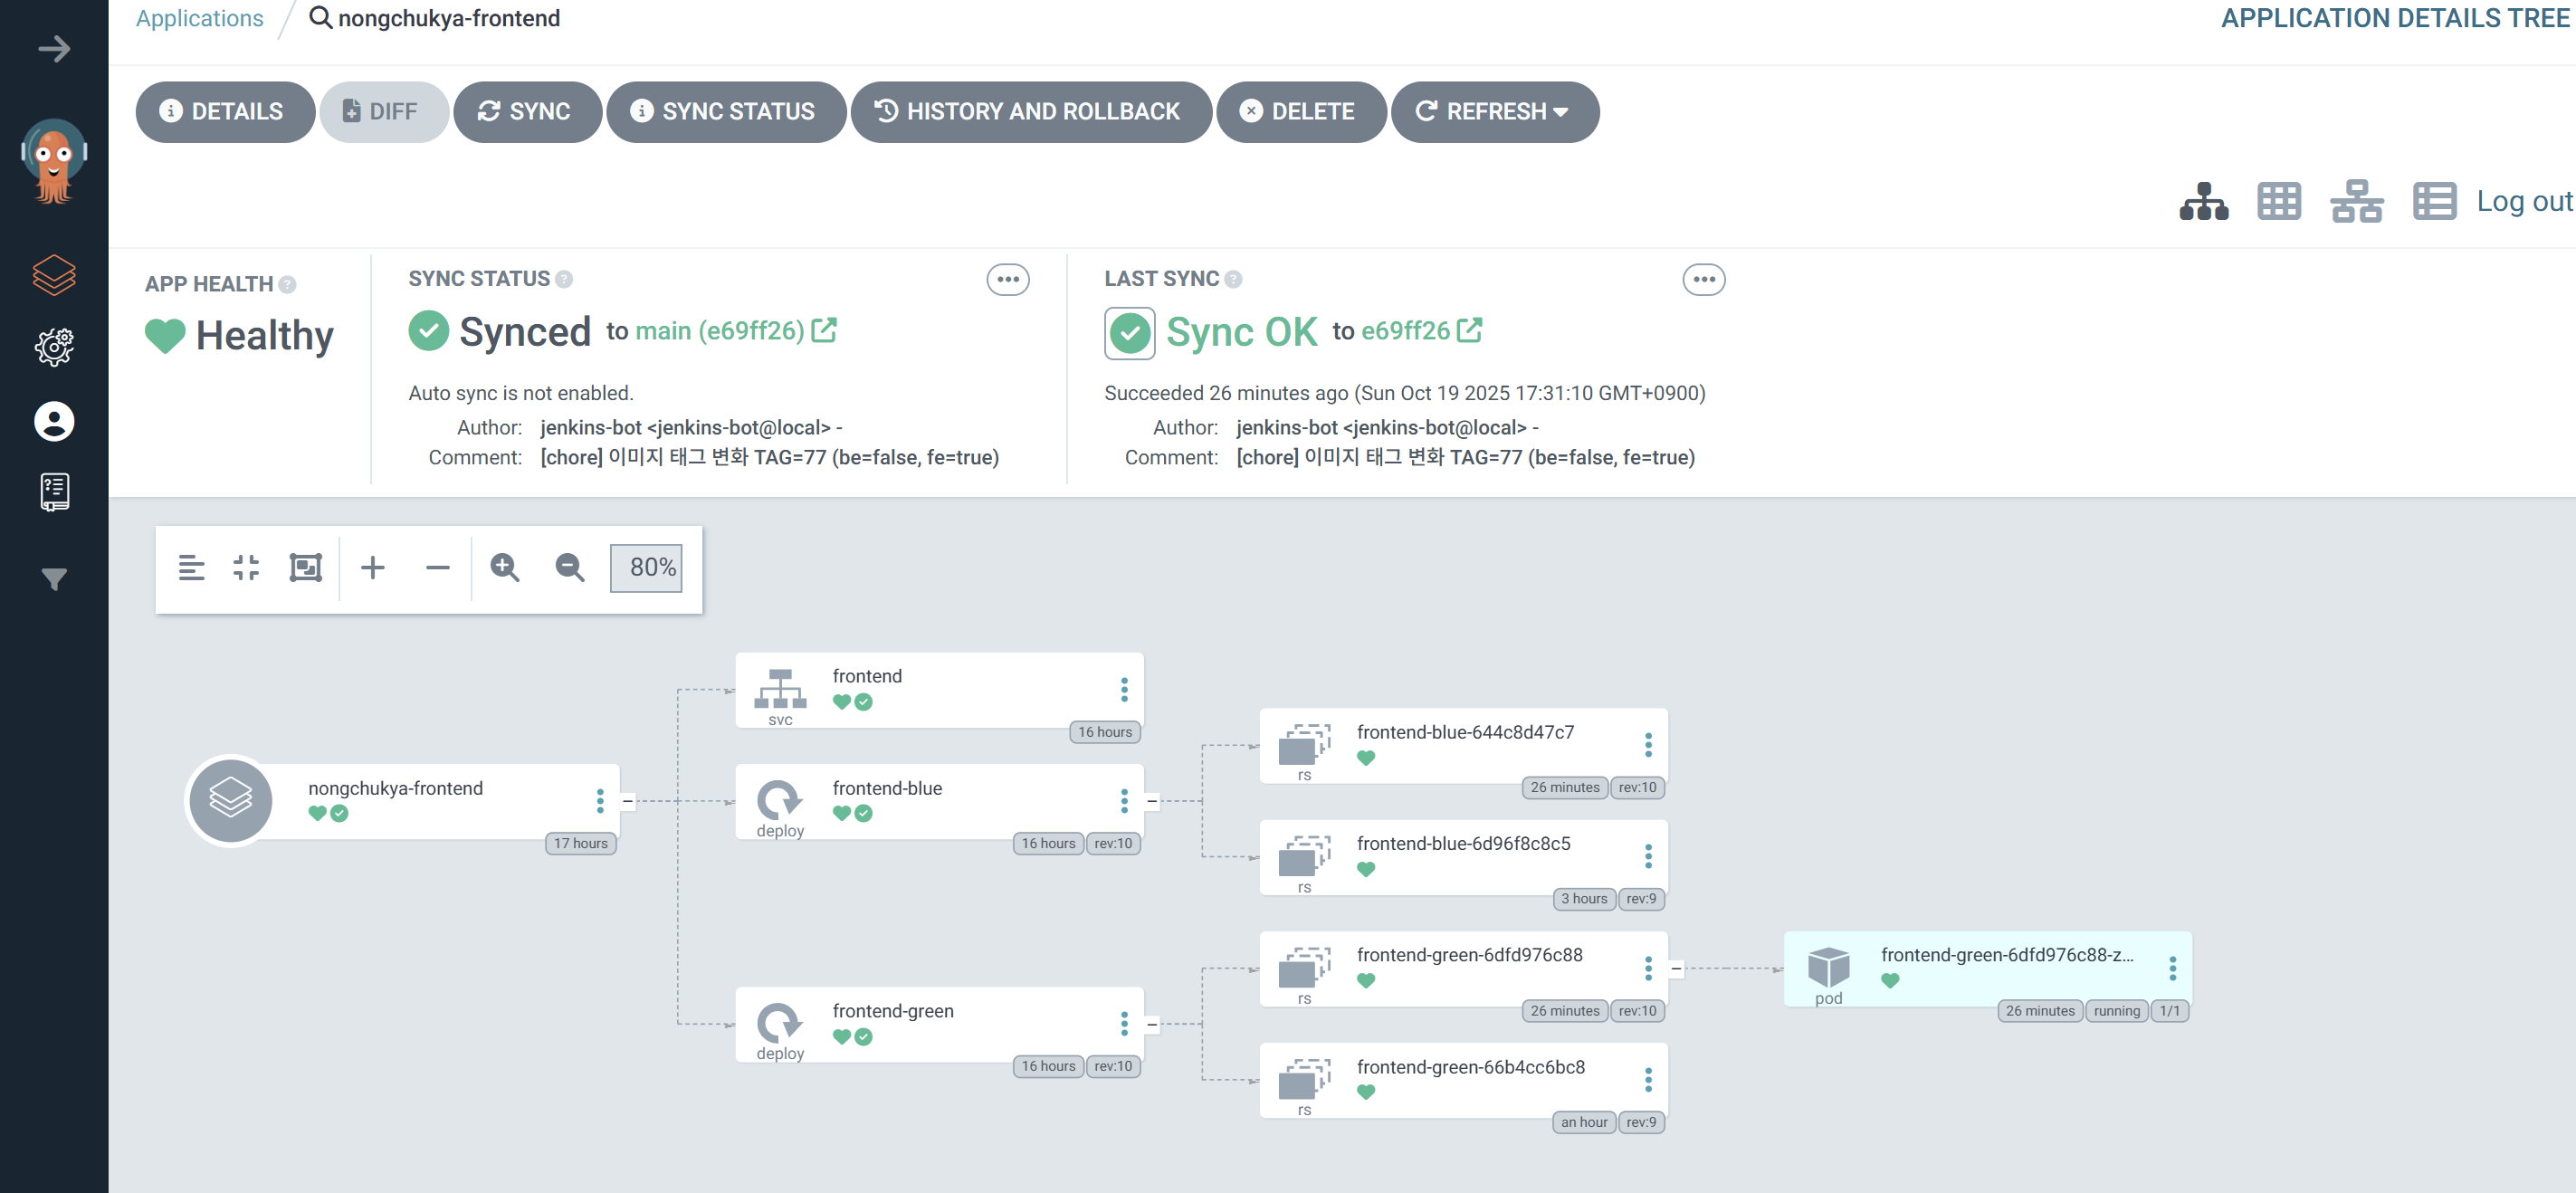 Applications
nongchukya-frontend
APPLICATION DETAILS TREE
DETAILS
DIFF
SYNC
SYNC STATUS
HISTORY AND ROLLBACK
DELETE
REFRESH
Log out
APP HEALTH
Healthy
SYNC STATUS
Synced to main (e69ff26)
Auto sync is not enabled.
Author: jenkins-bot <jenkins-bot@local> -
Comment: [chore] 이미지 태그 변화 TAG=77 (be=false, fe=true)
LAST SYNC
Sync OK to e69ff26
Succeeded 26 minutes ago (Sun Oct 19 2025 17:31:10 GMT+0900)
Author: jenkins-bot <jenkins-bot@local> -
Comment: [chore] 이미지 태그 변화 TAG=77 (be=false, fe=true)
80%
nongchukya-frontend
17 hours
frontend
svc
16 hours
frontend-blue
deploy
16 hours rev:10
frontend-green
deploy
16 hours rev:10
frontend-blue-644c8d47c7
rs
26 minutes rev:10
frontend-blue-6d96f8c8c5
rs
3 hours rev:9
frontend-green-6dfd976c88
rs
26 minutes rev:10
frontend-green-66b4cc6bc8
rs
an hour rev:9
frontend-green-6dfd976c88-z...
pod
26 minutes running 1/1